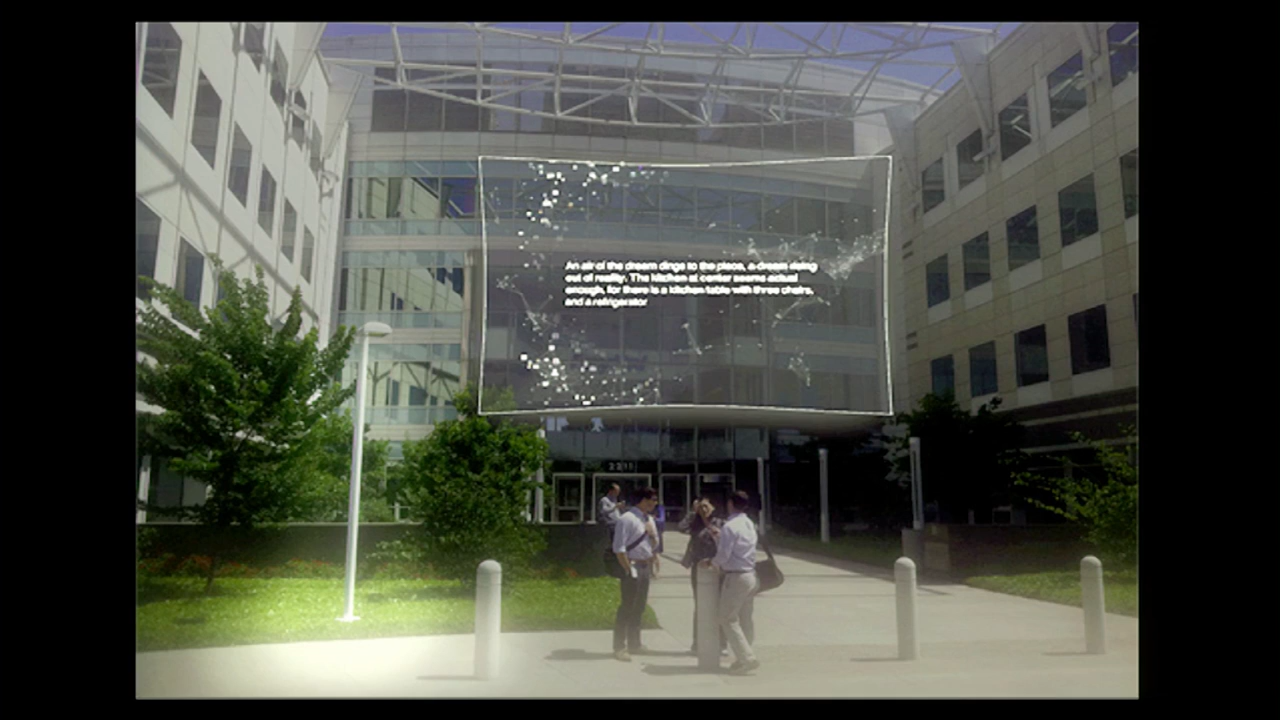 An air of the dream clings to the place, a dream rising
out of reality. The kitchen at center seems actual
enough, for there is a kitchen table with three chairs,
and a refrigerator
2211